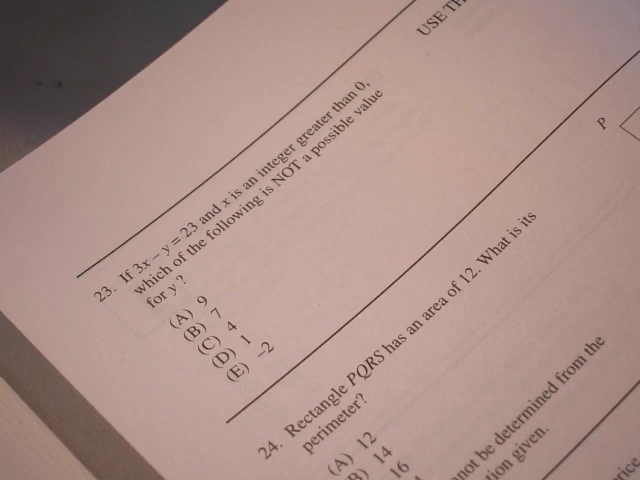 USE
23. If 3x – y = 23 and x is an integer greater than 0,
which of the following is NOT a possible value
for y ?
(A) 9
(B) 7
(C) 4
(D) 1
(E) –2
P
24. Rectangle PQRS has an area of 12. What is its
perimeter?
(A) 12
(B) 14
16
not be determined from the
given.